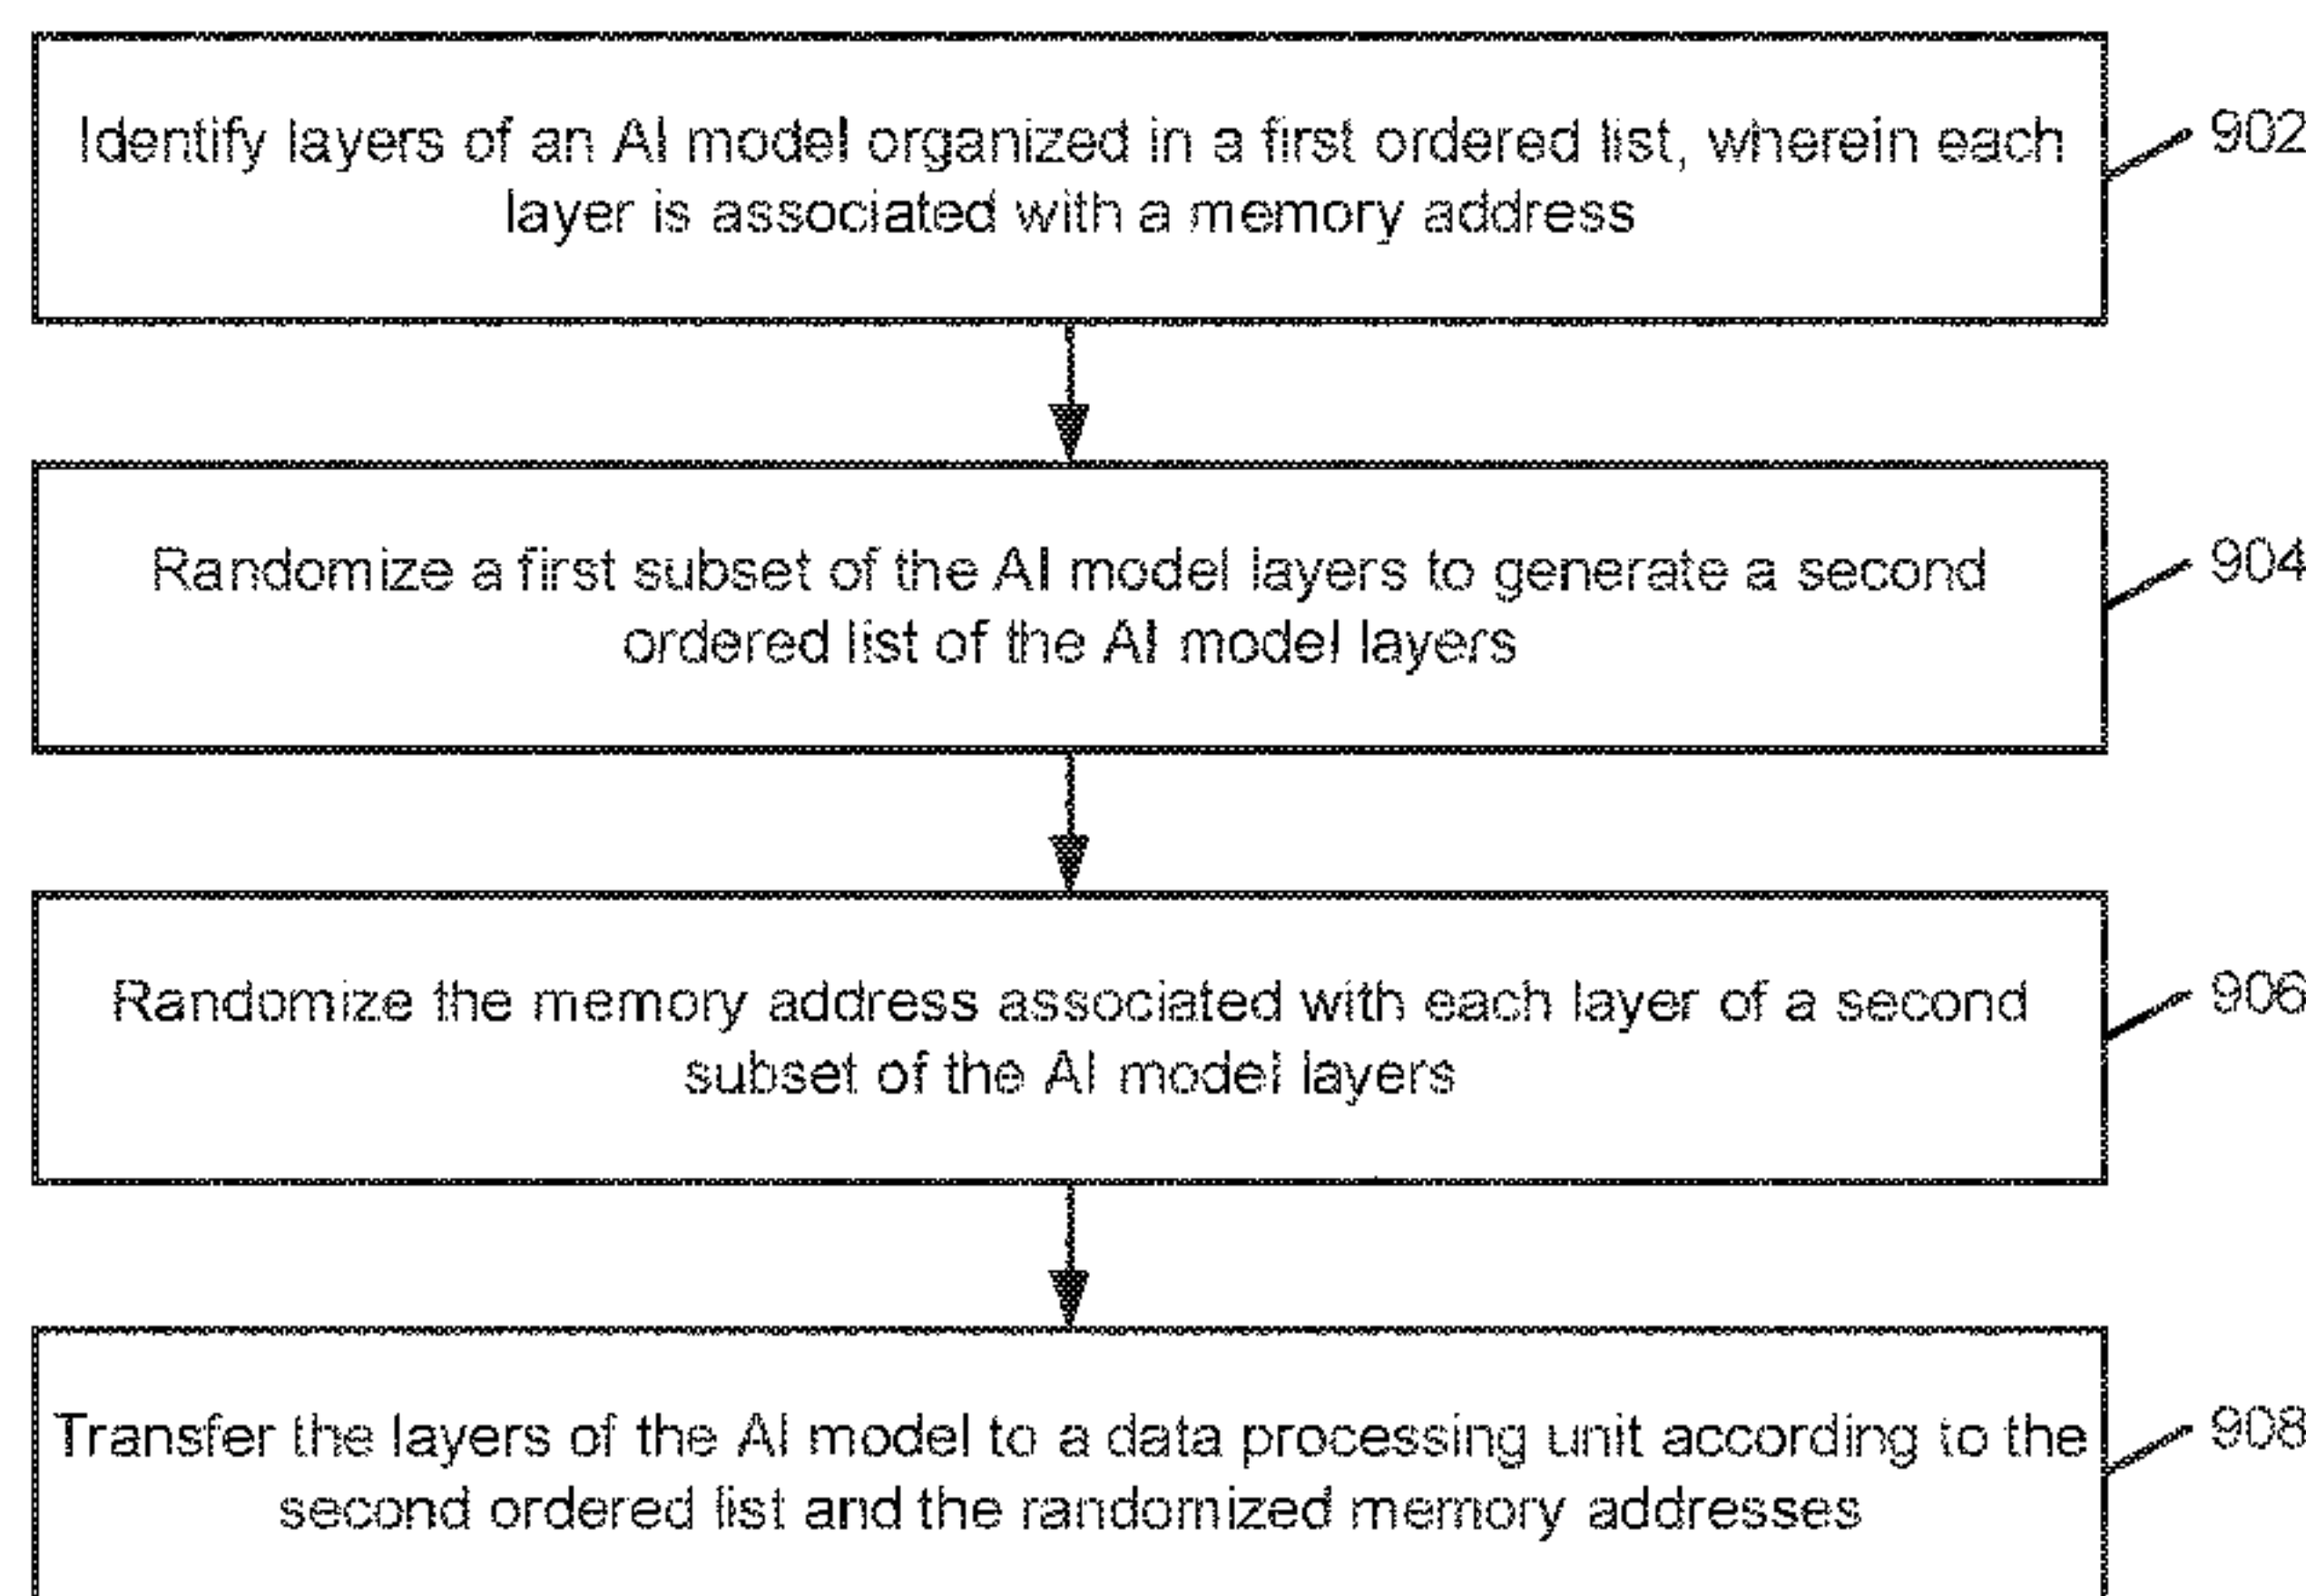 Identify layers of an AI model organized in a first ordered list, wherein each
layer is associated with a memory address
902
Randomize a first subset of the AI model layers to generate a second
ordered list of the AI model layers
904
Randomize the memory address associated with each layer of a second
subset of the AI model layers
906
Transfer the layers of the AI model to a data processing unit according to the
second ordered list and the randomized memory addresses
908